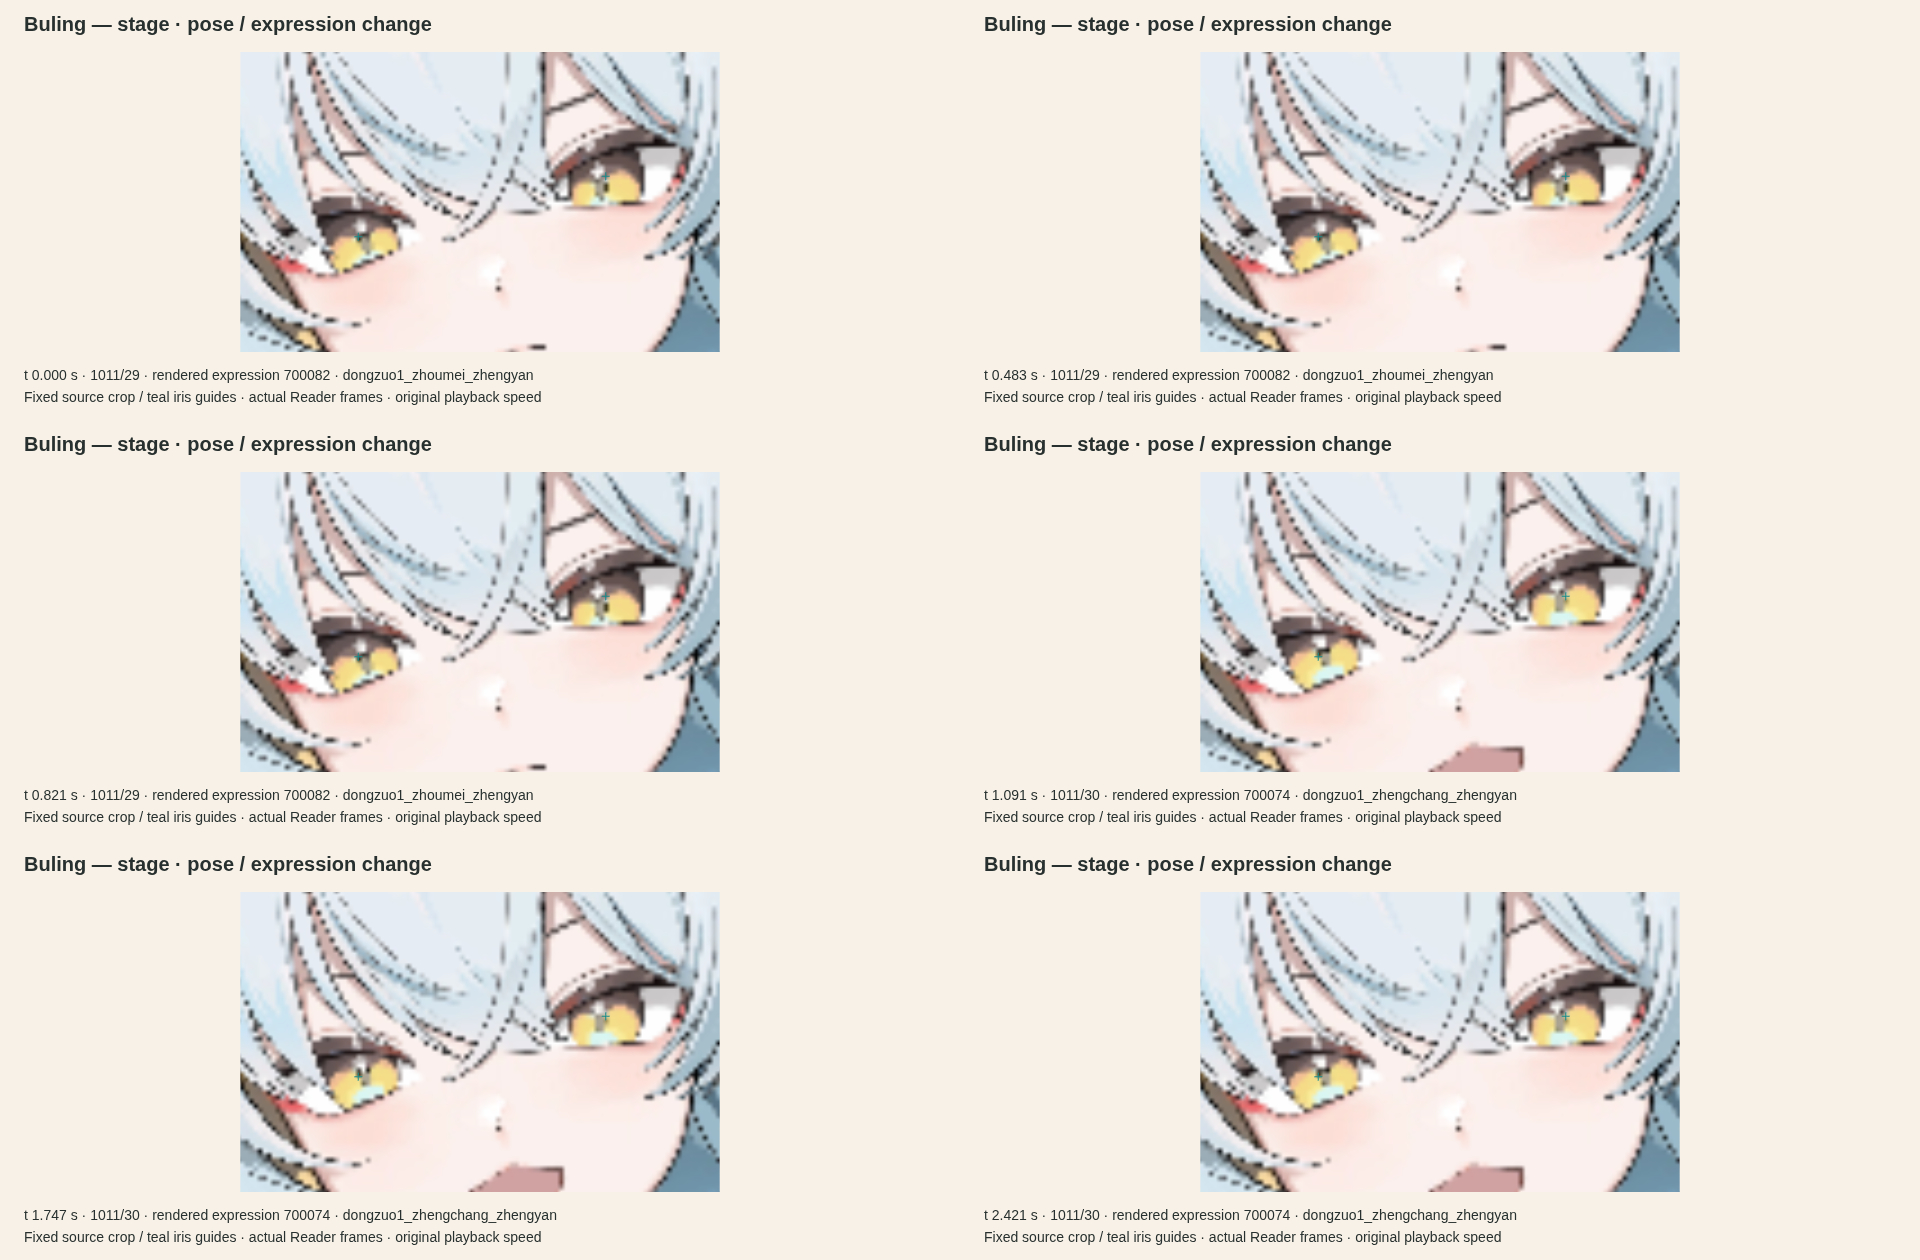 Buling — stage · pose / expression change
t 0.000 s · 1011/29 · rendered expression 700082 · dongzuo1_zhoumei_zhengyan
Fixed source crop / teal iris guides · actual Reader frames · original playback speed
Buling — stage · pose / expression change
t 0.483 s · 1011/29 · rendered expression 700082 · dongzuo1_zhoumei_zhengyan
Fixed source crop / teal iris guides · actual Reader frames · original playback speed
Buling — stage · pose / expression change
t 0.821 s · 1011/29 · rendered expression 700082 · dongzuo1_zhoumei_zhengyan
Fixed source crop / teal iris guides · actual Reader frames · original playback speed
Buling — stage · pose / expression change
t 1.091 s · 1011/30 · rendered expression 700074 · dongzuo1_zhengchang_zhengyan
Fixed source crop / teal iris guides · actual Reader frames · original playback speed
Buling — stage · pose / expression change
t 1.747 s · 1011/30 · rendered expression 700074 · dongzuo1_zhengchang_zhengyan
Fixed source crop / teal iris guides · actual Reader frames · original playback speed
Buling — stage · pose / expression change
t 2.421 s · 1011/30 · rendered expression 700074 · dongzuo1_zhengchang_zhengyan
Fixed source crop / teal iris guides · actual Reader frames · original playback speed